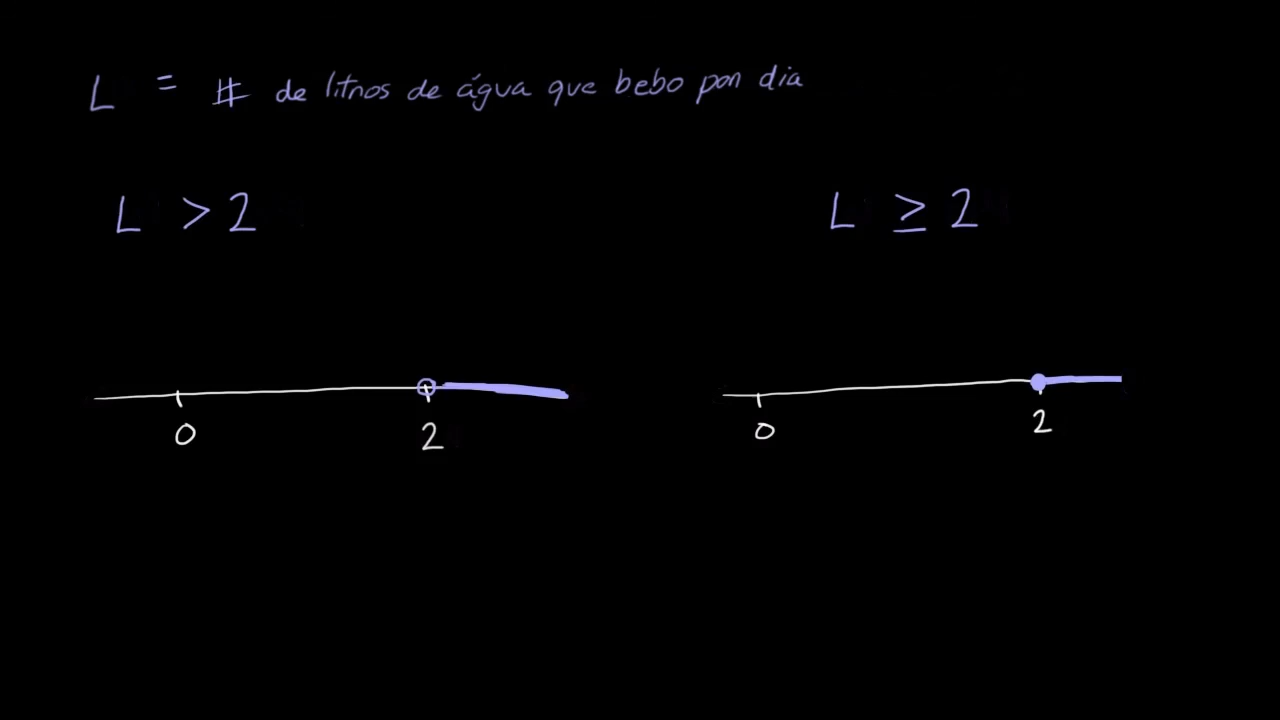 L = # de litros de água que bebo por dia
L > 2
L ≥ 2
0 2
0 2